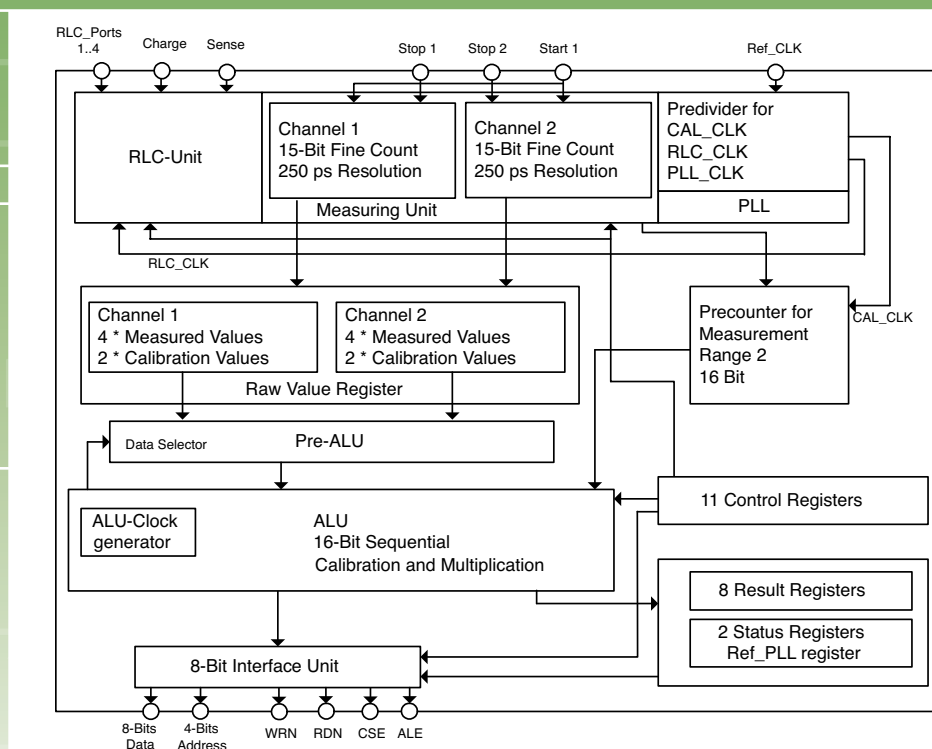 RLC_Ports
1..4
Charge
Sense
Stop 1
Stop 2
Start 1
Ref_CLK
RLC-Unit
Channel 1
15-Bit Fine Count
250 ps Resolution
Channel 2
15-Bit Fine Count
250 ps Resolution
Predivider for
CAL_CLK
RLC_CLK
PLL_CLK
Measuring Unit
PLL
RLC_CLK
Channel 1
4 * Measured Values
2 * Calibration Values
Channel 2
4 * Measured Values
2 * Calibration Values
Raw Value Register
Precounter for
Measurement
Range 2
16 Bit
CAL_CLK
Data Selector
Pre-ALU
ALU-Clock
generator
ALU
16-Bit Sequential
Calibration and Multiplication
11 Control Registers
8 Result Registers
2 Status Registers
Ref_PLL register
8-Bit Interface Unit
8-Bits
Data
4-Bits
Address
WRN
RDN
CSE
ALE